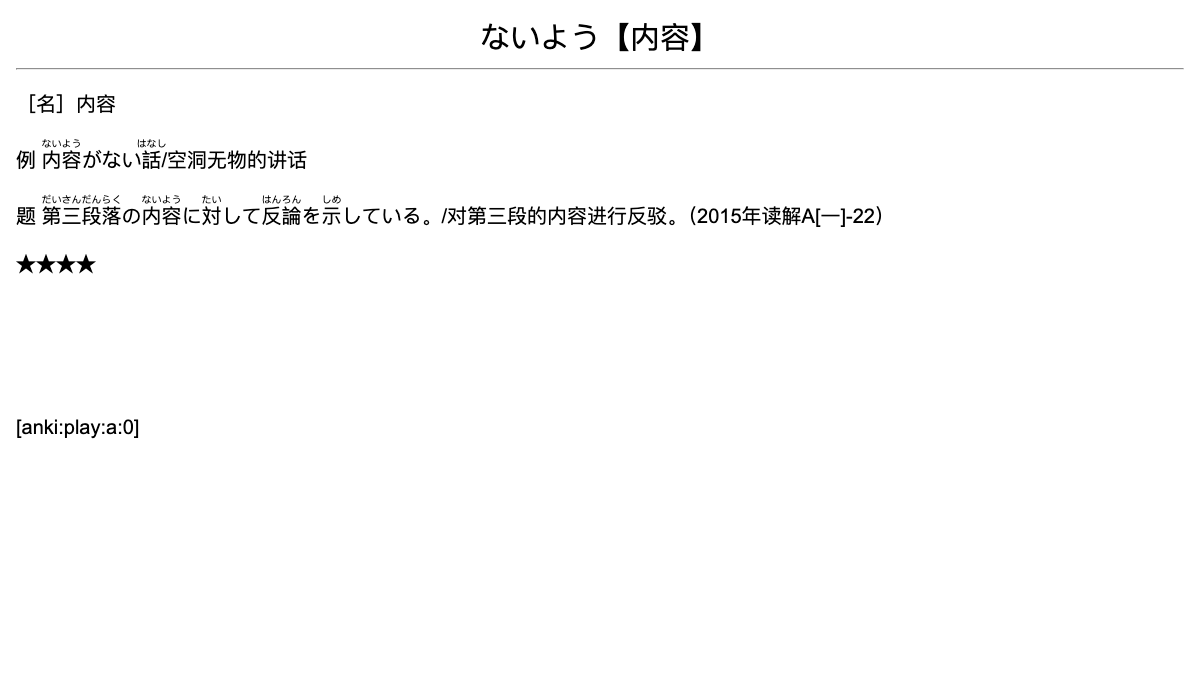 ないよう【内容】
［名］内容
ないよう はなし
例 内容がない話/空洞无物的讲话
だいさんだんらく ないよう たい はんろん しめ
题 第三段落の内容に対して反論を示している。/对第三段的内容进行反驳。（2015年读解A[一]-22）
★★★★
[anki:play:a:0]